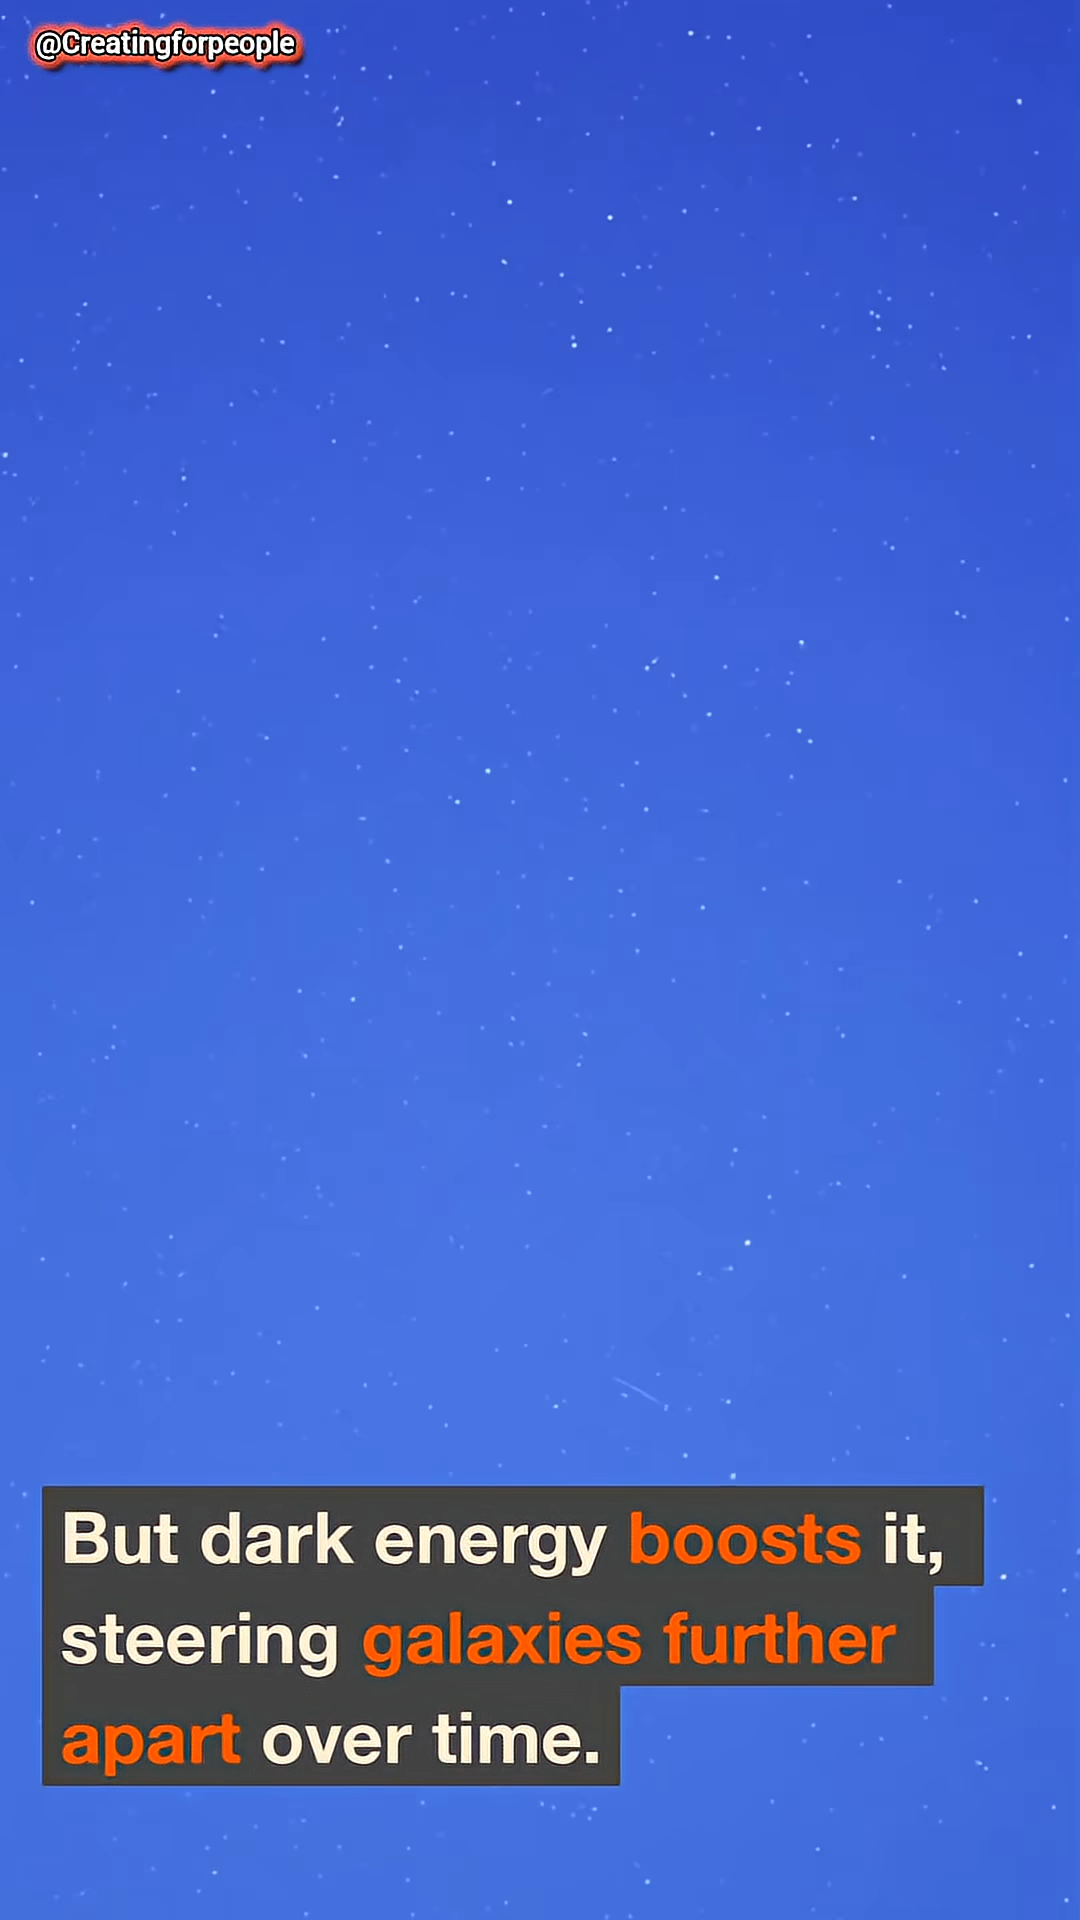 @Creatingforpeople
But dark energy boosts it,
steering galaxies further
apart over time.